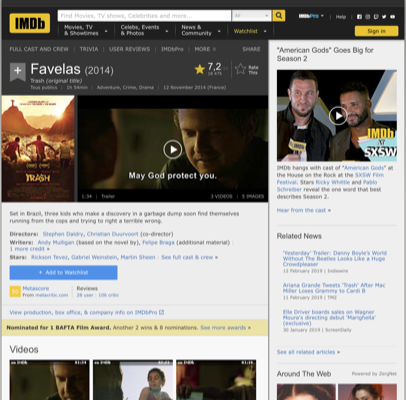 IMDb
Find Movies, TV shows, Celebrities and more...
All
IMDbPro
Help
Movies, TV & Showtimes
Celebs, Events & Photos
News & Community
Watchlist
Sign in
FULL CAST AND CREW | TRIVIA | USER REVIEWS | IMDbPro | MORE
SHARE
Favelas (2014)
Trash (original title)
Tous publics | 1h 54min | Adventure, Crime, Drama | 12 November 2014 (France)
7,2
Rate This
TRASH
May God protect you.
1:34 | Trailer
3 VIDEOS | 5 IMAGES
Set in Brazil, three kids who make a discovery in a garbage dump soon find themselves
running from the cops and trying to right a terrible wrong.
Directors: Stephen Daldry, Christian Duurvoort (co-director)
Writers: Andy Mulligan (based on the novel by), Felipe Braga (additional material) |
1 more credit »
Stars: Rickson Tevez, Gabriel Weinstein, Martin Sheen | See full cast & crew »
+ Add to Watchlist
Metascore
From metacritic.com
Reviews
28 user | 106 critic
View production, box office, & company info on IMDbPro
Nominated for 1 BAFTA Film Award. Another 2 wins & 8 nominations. See more awards »
Videos
"American Gods" Goes Big for
Season 2
IMDb
at
SXSW
IMDb hangs with cast of "American Gods" at
the House on the Rock at the SXSW Film
Festival. Stars Ricky Whittle and Pablo
Schreiber reveal the one word that best
describes Season 2.
Hear from the cast »
Related News
'Yesterday' Trailer: Danny Boyle's World
Without The Beatles Looks Like a Huge
Crowdpleaser
12 February 2019 | Indiewire
Ariana Grande Tweets 'Trash' After Mac
Miller Loses Grammy to Cardi B
11 February 2019 | TMZ
Elle Driver boards sales on Wagner
Moura's directing debut 'Marighella'
(exclusive)
30 January 2019 | ScreenDaily
See all related articles »
Around The Web
Powered by ZergNet